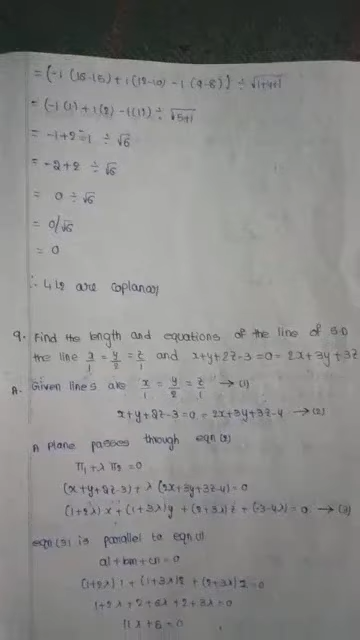 = (-1 (16-15) + 1(12-10) - 1 (9-8)) ÷ √1+4+1
= (-1(1) + 1(2) - 1(1)) ÷ √5+1
= -1+2-1 ÷ √6
= -2+2 ÷ √6
= 0 ÷ √6
= 0/√6
= 0
∴ are coplanar
9. Find the length and equations of the line of S.D
the line x/1 = y/2 = z/1 and x+y+2z-3=0=2x+3y+3z
A. Given lines are x/1 = y/2 = z/1 → (1)
x+y+2z-3=0=2x+3y+3z-4 → (2)
A Plane passes through eqn (2)
π₁+λ π₂ =0
(x+y+2z-3)+λ(2x+3y+3z-4)=0
(1+2λ)x+(1+3λ)y+(2+3λ)z+(-3-4λ)=0 → (3)
eqn (3) is parallel to eqn (1)
al+bm+cn=0
(1+2λ)1+(1+3λ)2+(2+3λ)1=0
1+2λ+2+6λ+2+3λ=0
11λ+5=0